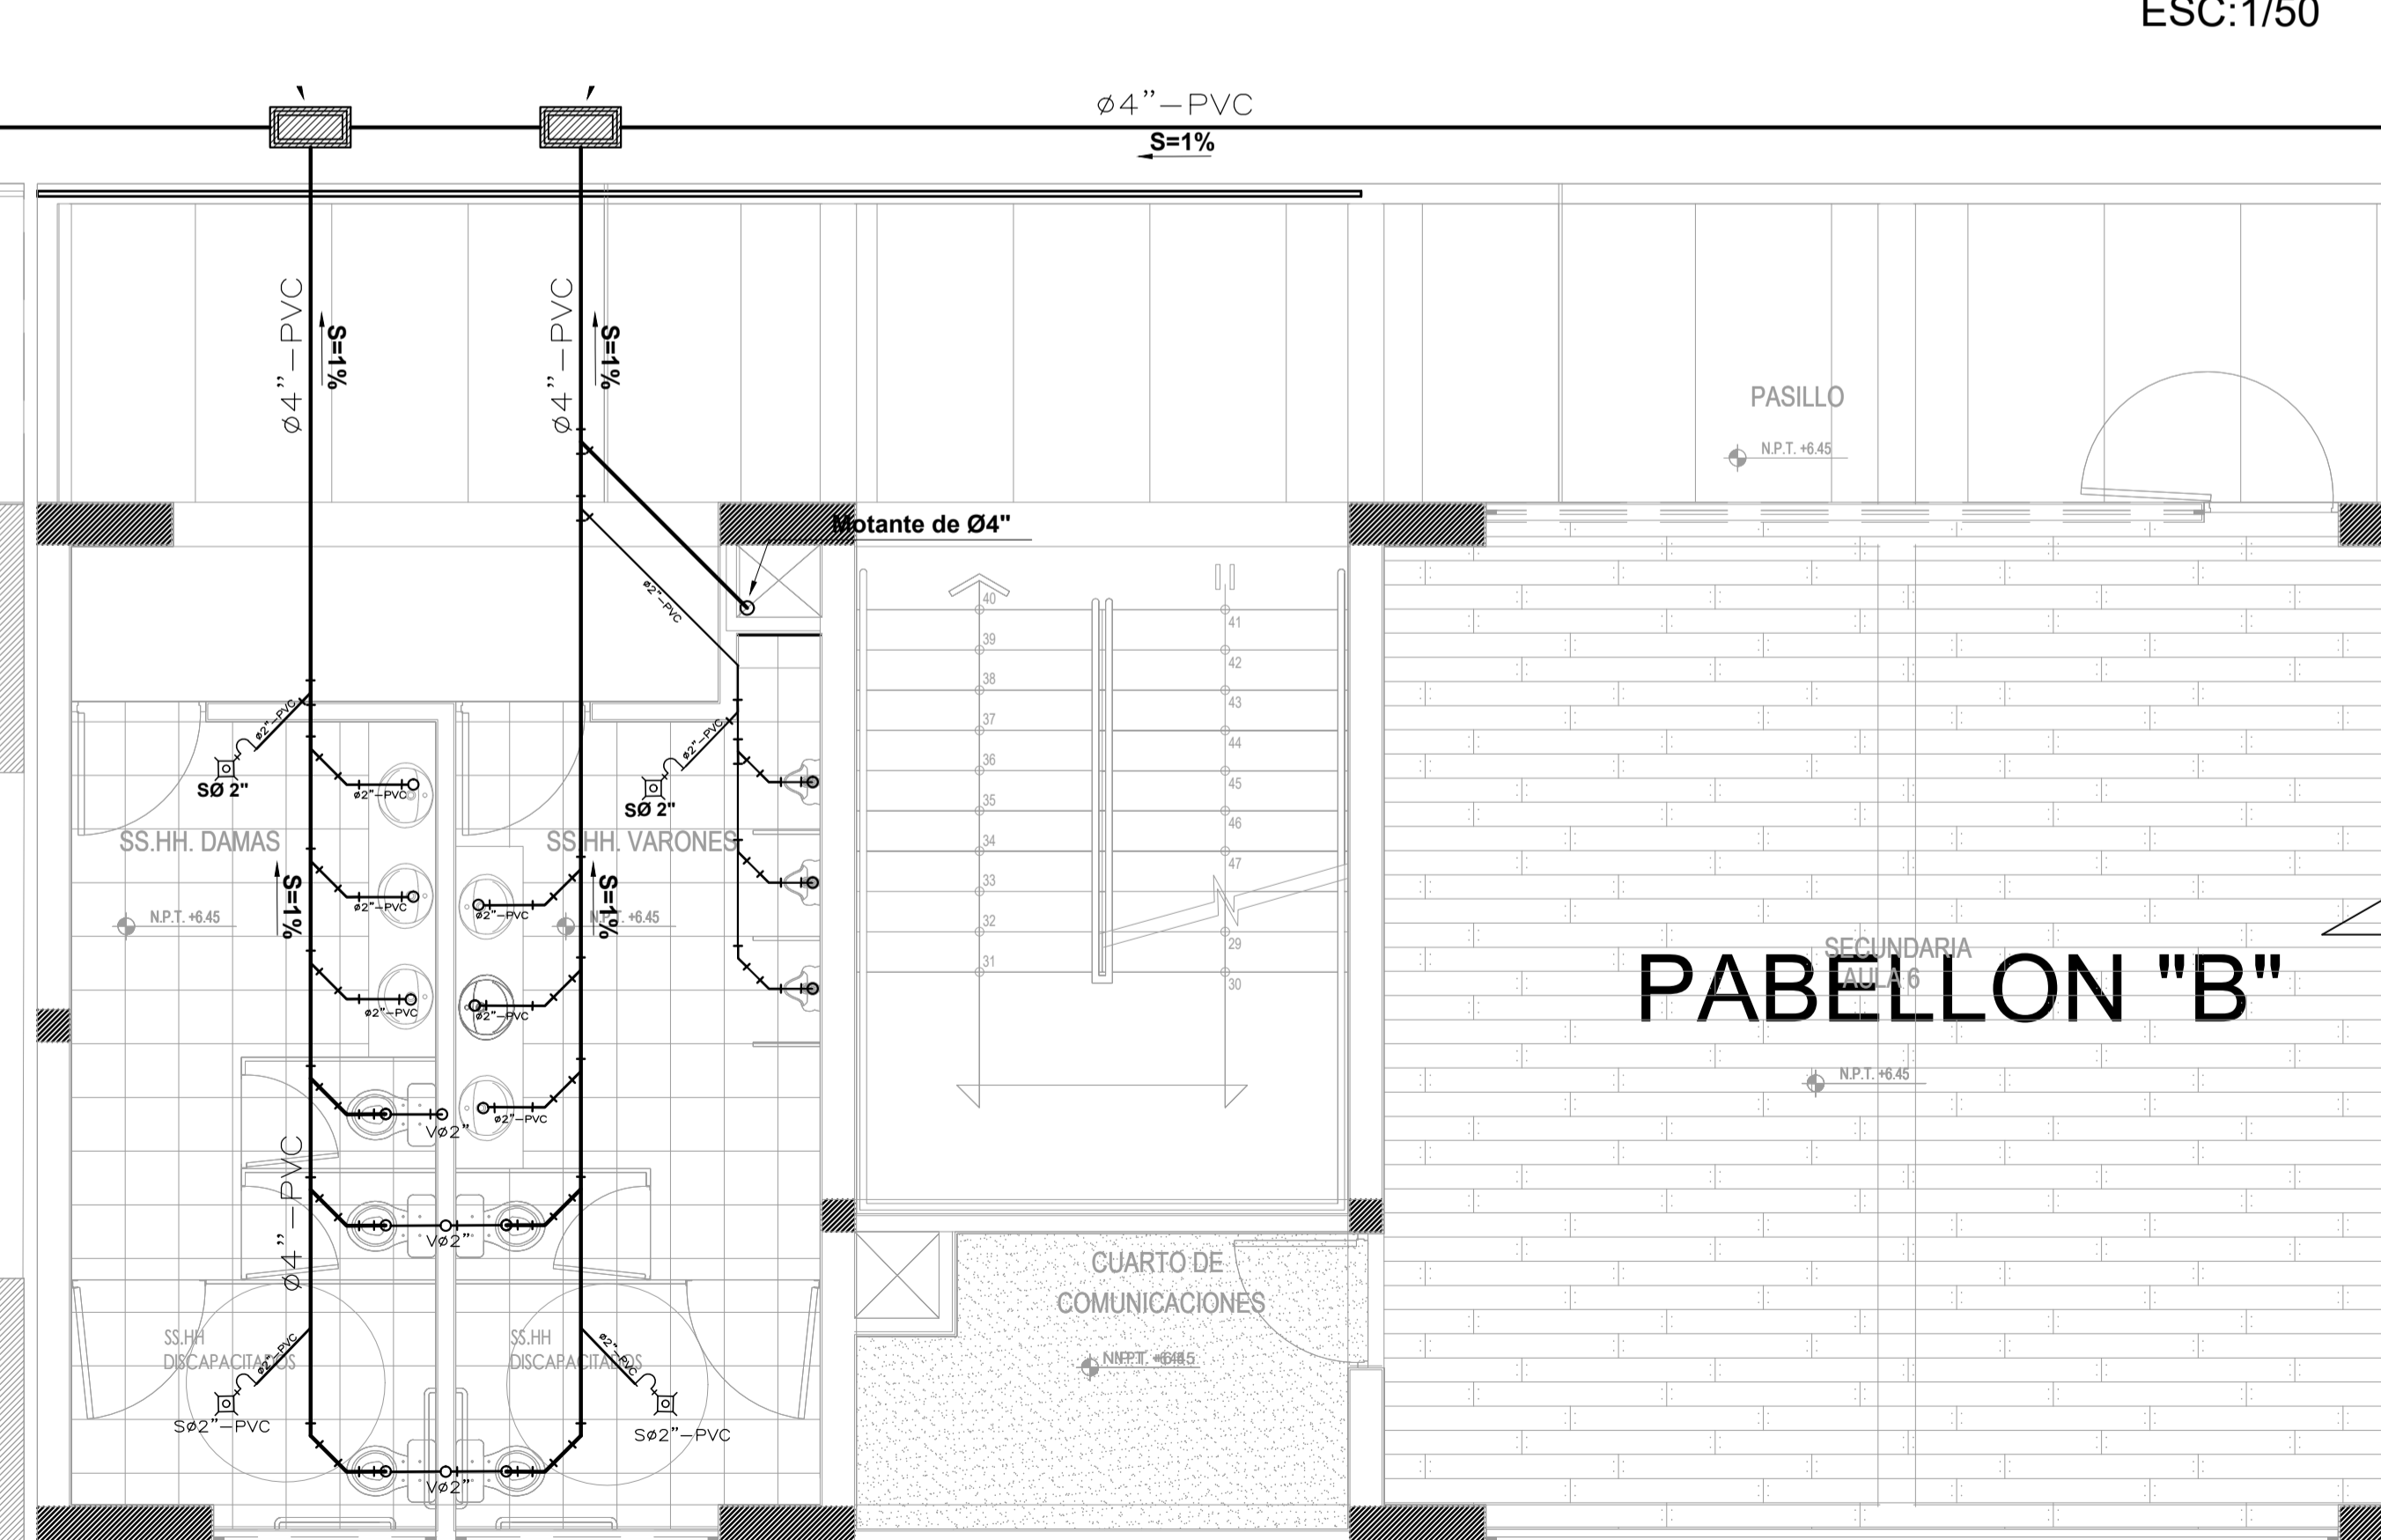 ESC:1/50
ø4”—PVC
S=1%
ø4”—PVC
S=1%
ø4”—PVC
S=1%
PASILLO
N.P.T. +6.45
Motante de Ø4"
ø2”-PVC
40
39
38
37
36
35
34
33
32
31
41
42
43
44
45
46
47
29
30
ø2”-PVC
SØ 2"
ø2”-PVC
SØ 2"
ø2”-PVC
SS.HH. DAMAS
SS.HH. VARONES
S=1%
S=1%
ø2”-PVC
ø2”-PVC
N.P.T. +6.45
N.P.T. +6.45
ø2”-PVC
ø2”-PVC
SECUNDARIA
AULA 6
PABELLON "B"
N.P.T. +6.45
ø2”-PVC
Vø2”
ø4”—PVC
Vø2”
CUARTO DE
COMUNICACIONES
SS.HH
DISCAPACITADOS
ø2”-PVC
SS.HH
DISCAPACITADOS
ø2”-PVC
Sø2”—PVC
Sø2”—PVC
Vø2”